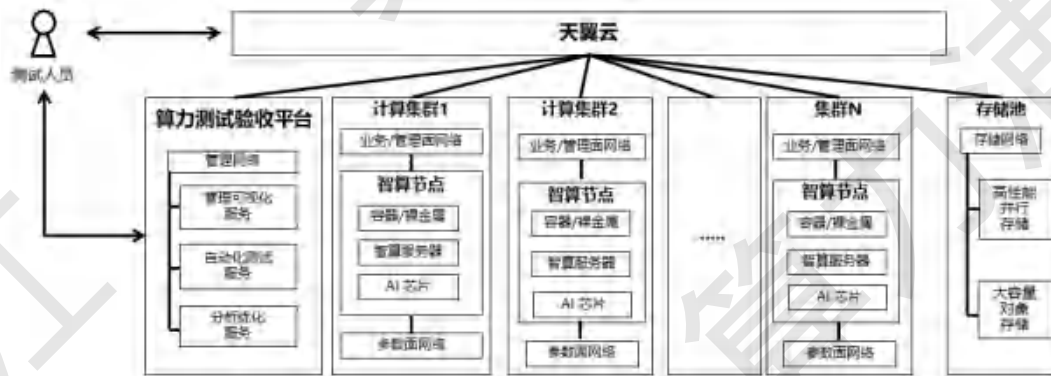 天翼云
测试人员
算力测试验收平台
管理网络
管理可视化
服务
自动化测试
服务
分析优化
服务
计算集群1
业务/管理面网络
智算节点
容器/裸金属
智算服务器
AI 芯片
参数面网络
计算集群2
业务/管理面网络
智算节点
容器/裸金属
智算服务器
AI 芯片
参数面网络
......
集群N
业务/管理面网络
智算节点
容器/裸金属
智算服务器
AI 芯片
参数面网络
存储池
存储网络
高性能
并行
存储
大容量
对象
存储